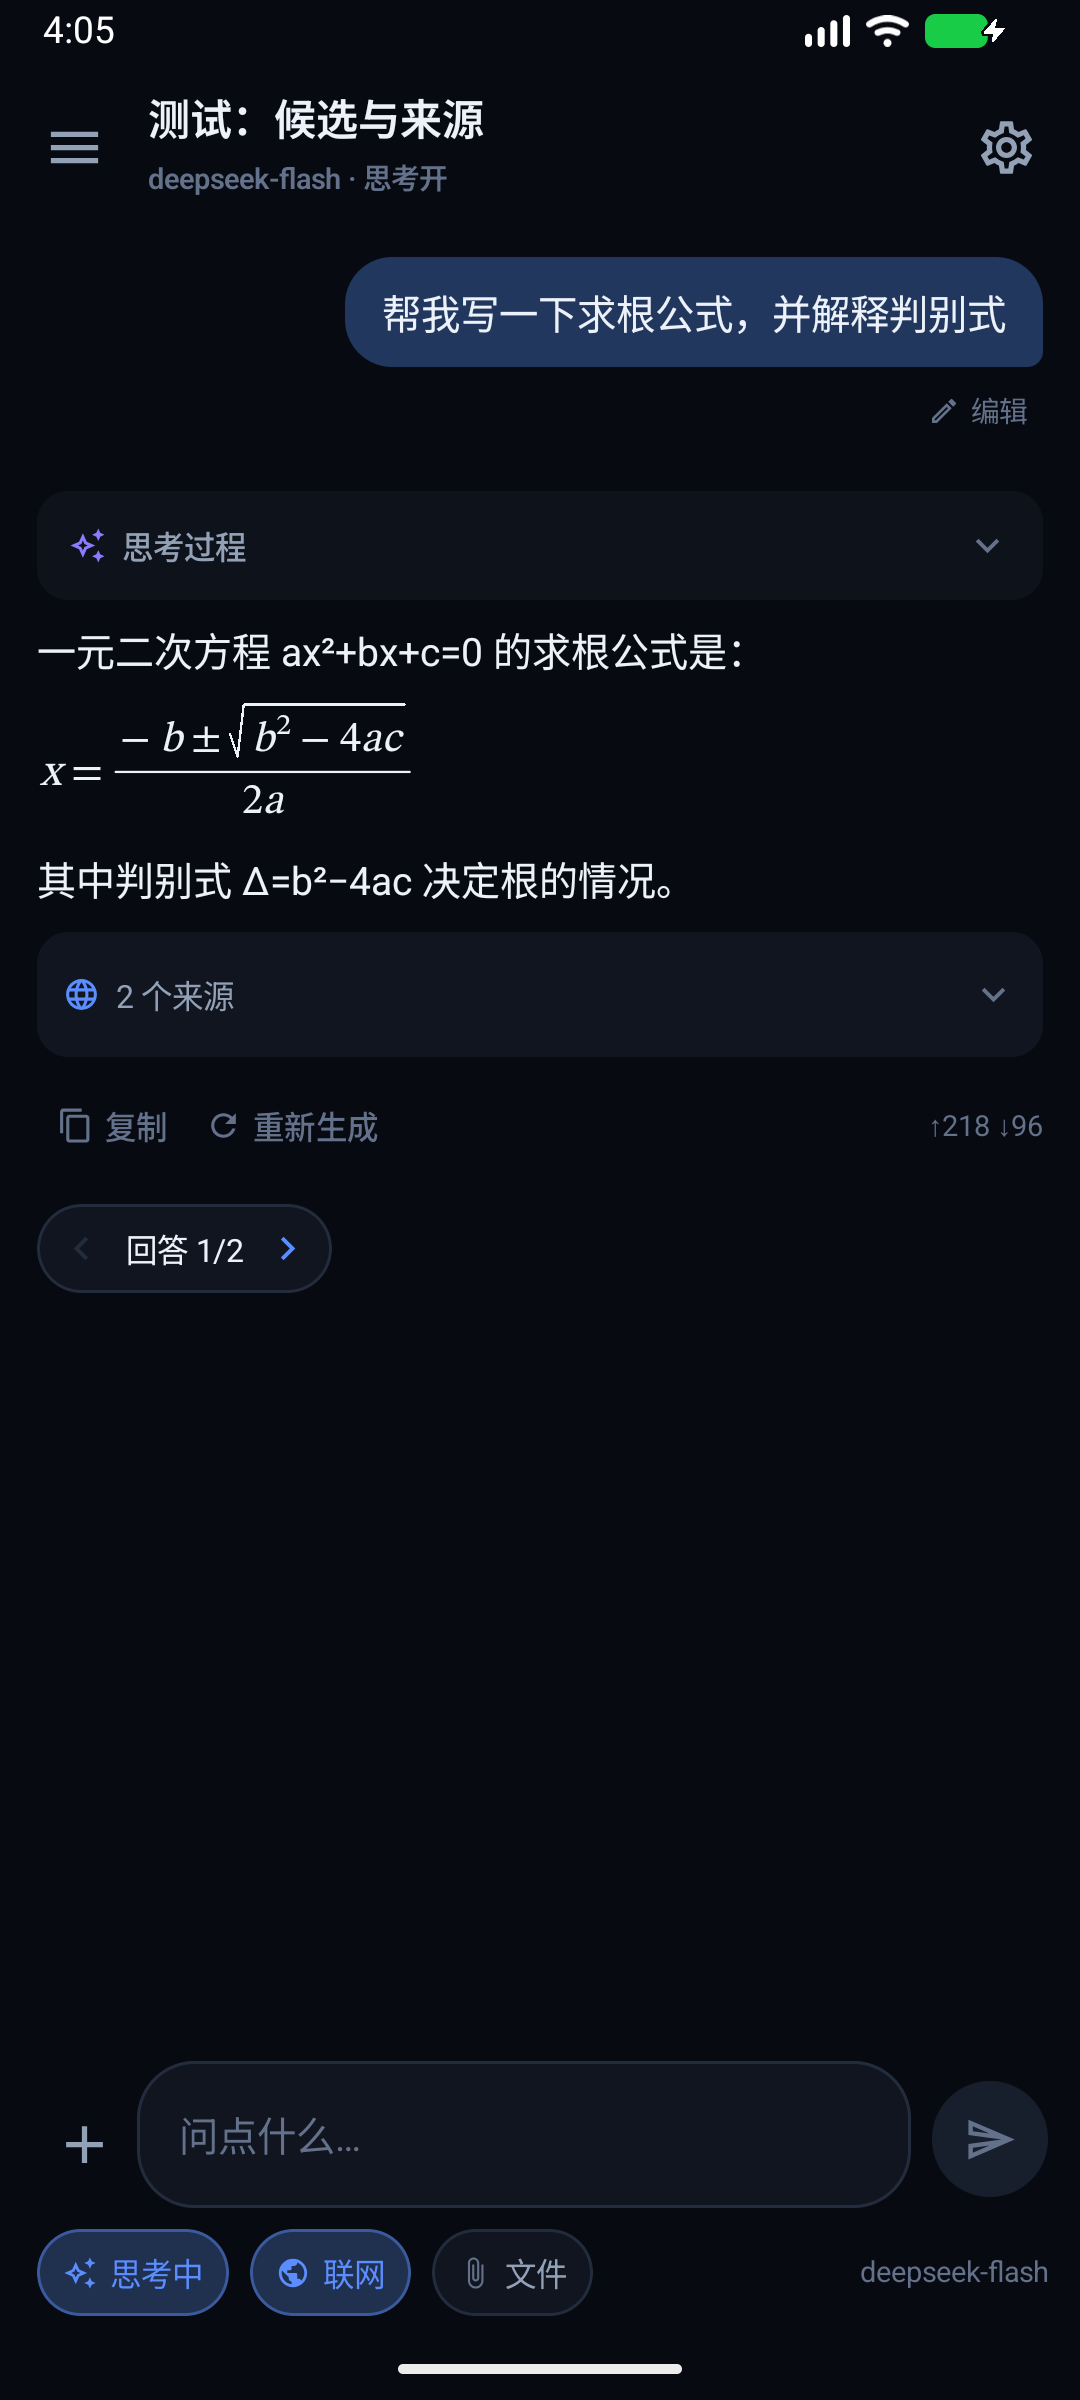 4:05
测试：候选与来源
deepseek-flash · 思考开
帮我写一下求根公式，并解释判别式
编辑
思考过程
一元二次方程 ax²+bx+c=0 的求根公式是：
x = (− b ± √(b² − 4ac)) / 2a
其中判别式 Δ=b²−4ac 决定根的情况。
2 个来源
复制 重新生成 ↑218 ↓96
回答 1/2
问点什么...
思考中 联网 文件 deepseek-flash